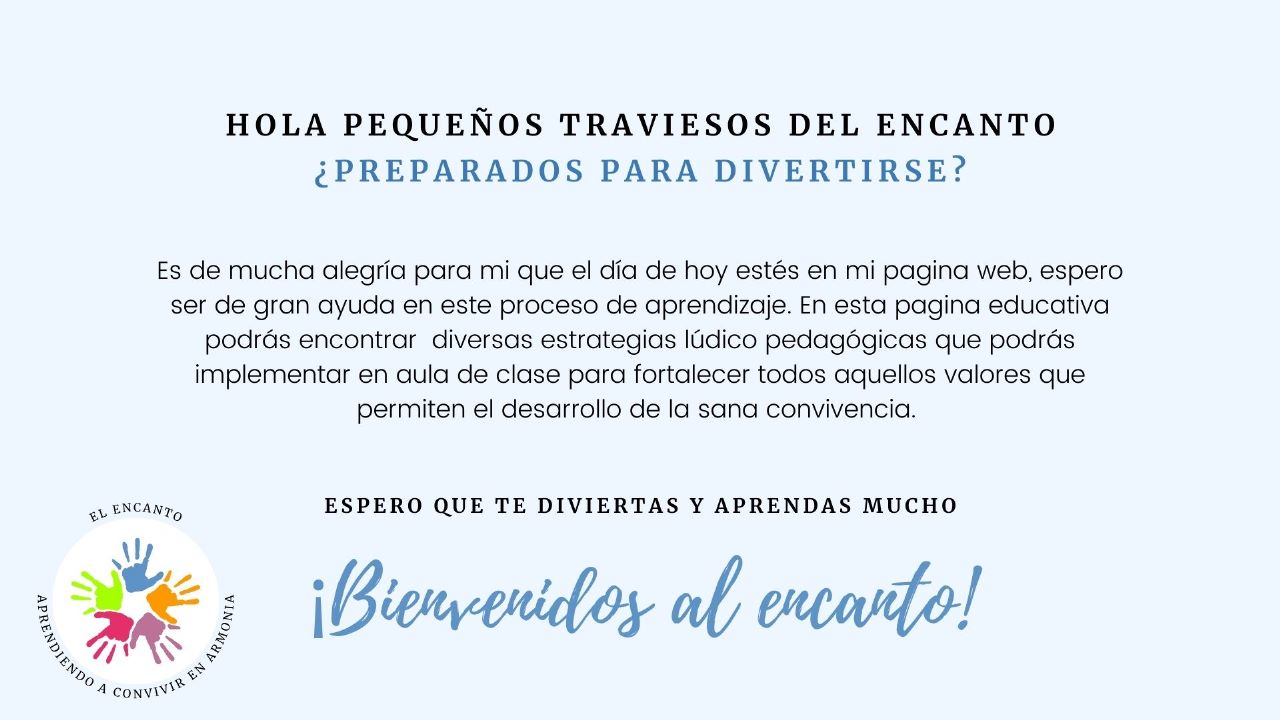 HOLA PEQUEÑOS TRAVIESOS DEL ENCANTO
¿PREPARADOS PARA DIVERTIRSE?
Es de mucha alegría para mi que el día de hoy estés en mi pagina web, espero
ser de gran ayuda en este proceso de aprendizaje. En esta pagina educativa
podrás encontrar  diversas estrategias lúdico pedagógicas que podrás
implementar en aula de clase para fortalecer todos aquellos valores que
permiten el desarrollo de la sana convivencia.
ESPERO QUE TE DIVIERTAS Y APRENDAS MUCHO
¡Bienvenidos al encanto!
EL ENCANTO
APRENDIENDO A CONVIVIR EN ARMONIA